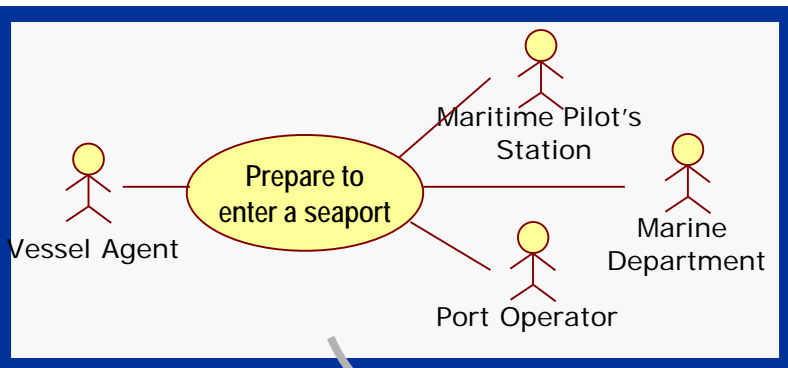 Maritime Pilot's
Station
Prepare to
enter a seaport
Vessel Agent
Marine
Department
Port Operator